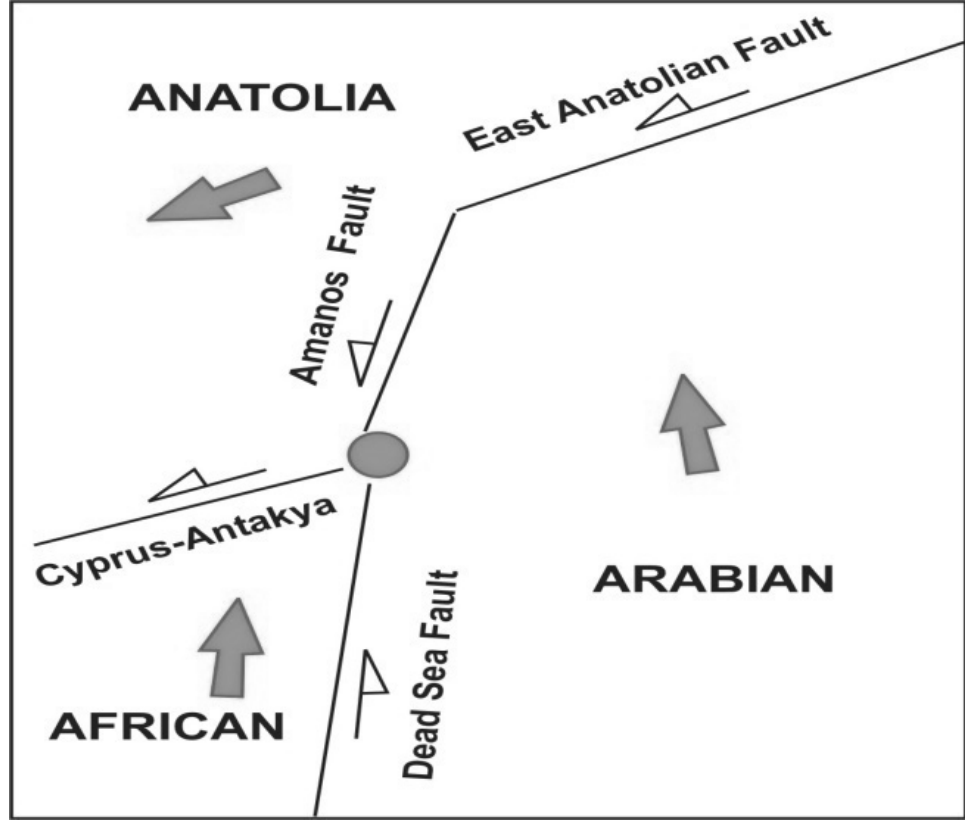 ANATOLIA
East Anatolian Fault
Amanos Fault
Cyprus-Antakya
ARABIAN
Dead Sea Fault
AFRICAN